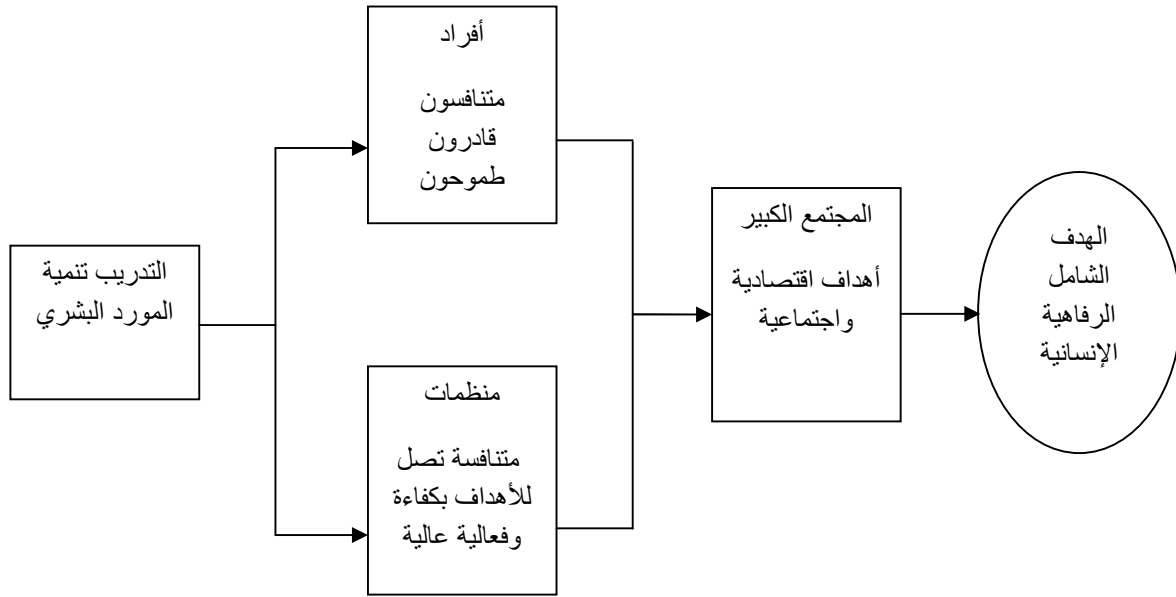 التدريب تنمية
المورد البشري
أفراد
متنافسون
قادرون
طموحون
منظمات
متنافسة تصل
للأهداف بكفاءة
وفعالية عالية
المجتمع الكبير
أهداف اقتصادية
واجتماعية
الهدف
الشامل
الرفاهية
الإنسانية